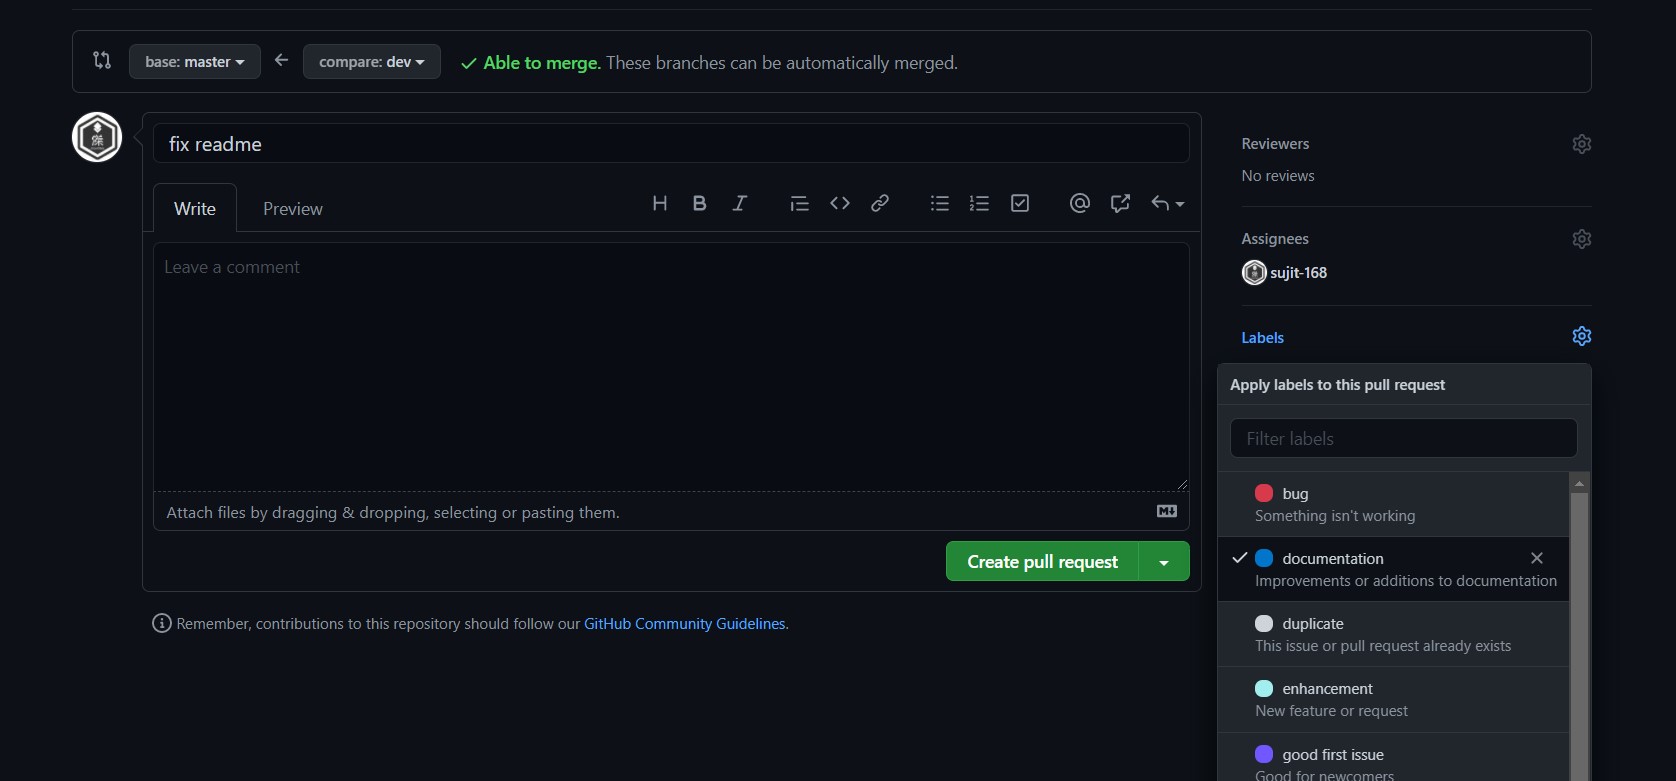 base: master
compare: dev
Able to merge. These branches can be automatically merged.
fix readme
Write
Preview
Leave a comment
Attach files by dragging & dropping, selecting or pasting them.
Create pull request
Remember, contributions to this repository should follow our GitHub Community Guidelines.
Reviewers
No reviews
Assignees
sujit-168
Labels
Apply labels to this pull request
Filter labels
bug
Something isn't working
documentation
Improvements or additions to documentation
duplicate
This issue or pull request already exists
enhancement
New feature or request
good first issue
Good for newcomers